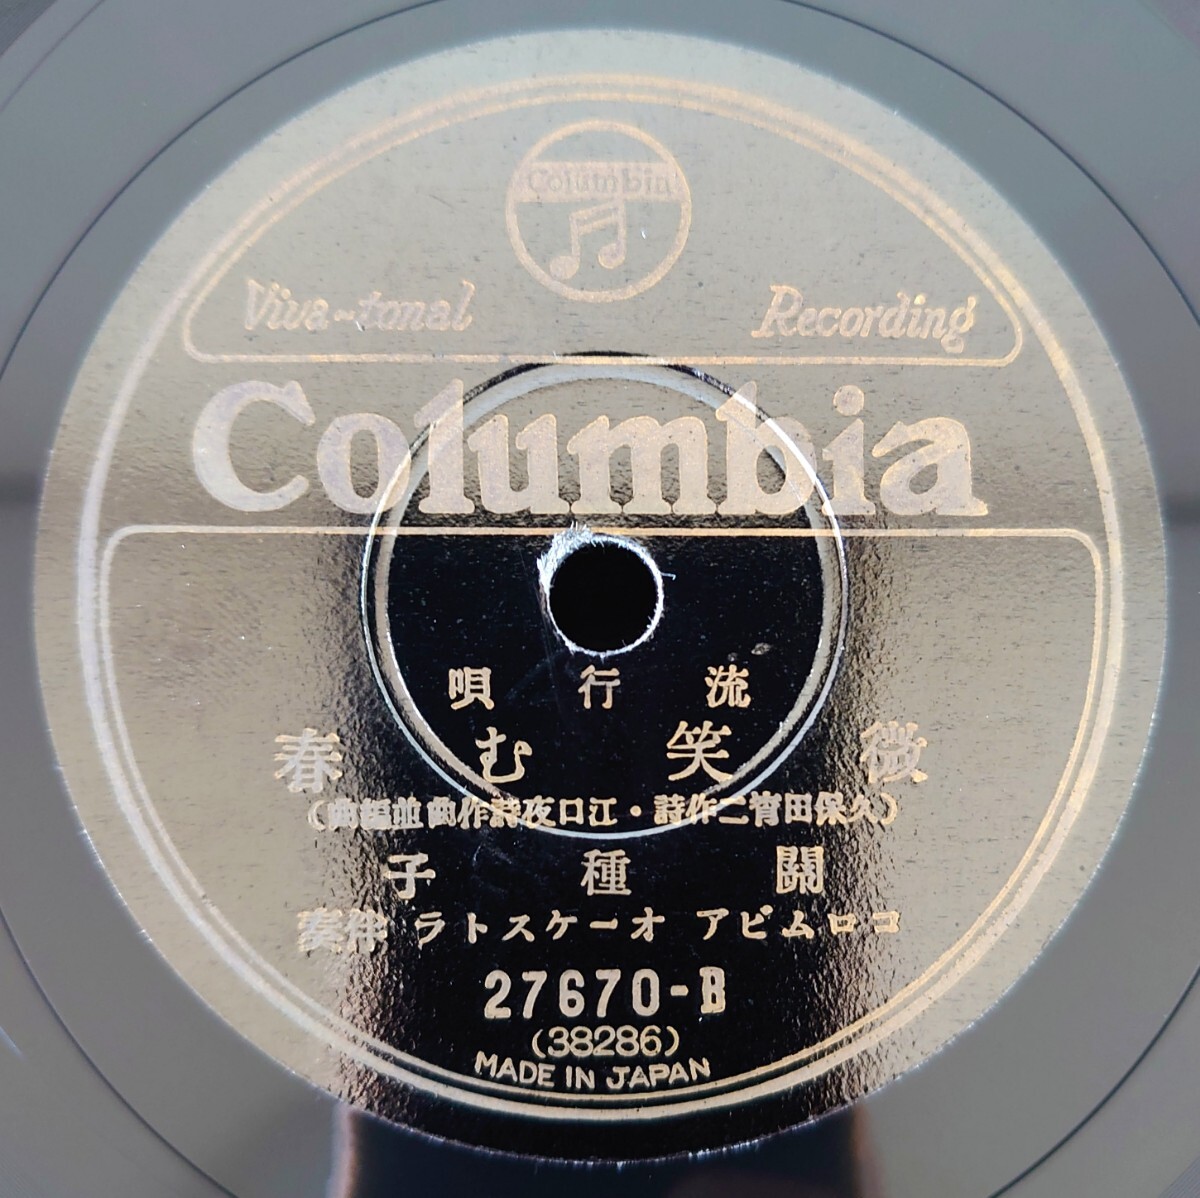 Columbia
Viva-tonal Recording
Columbia
唄行流
春む笑微
(曲編並曲作詩夜口江・詩作二宵田保久)
子種關
奏伴 ラトスケーオ アビムロコ
27670-B
(38286)
MADE IN JAPAN